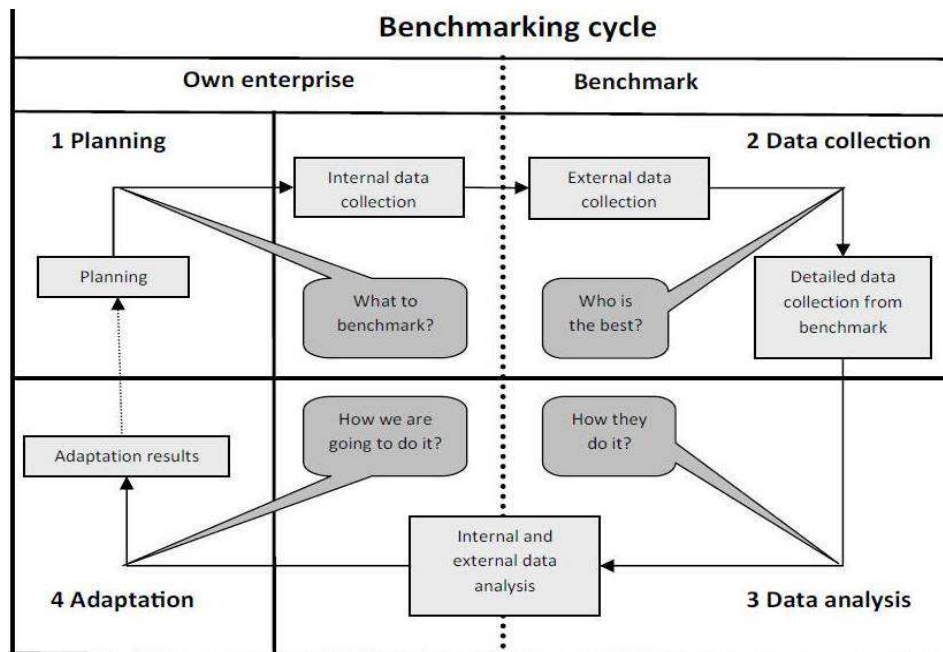 Benchmarking cycle
Own enterprise
Benchmark
1 Planning
2 Data collection
Internal data
collection
External data
collection
Planning
What to
benchmark?
Who is
the best?
Detailed data
collection from
benchmark
How we are
going to do it?
How they
do it?
Adaptation results
Internal and
external data
analysis
4 Adaptation
3 Data analysis